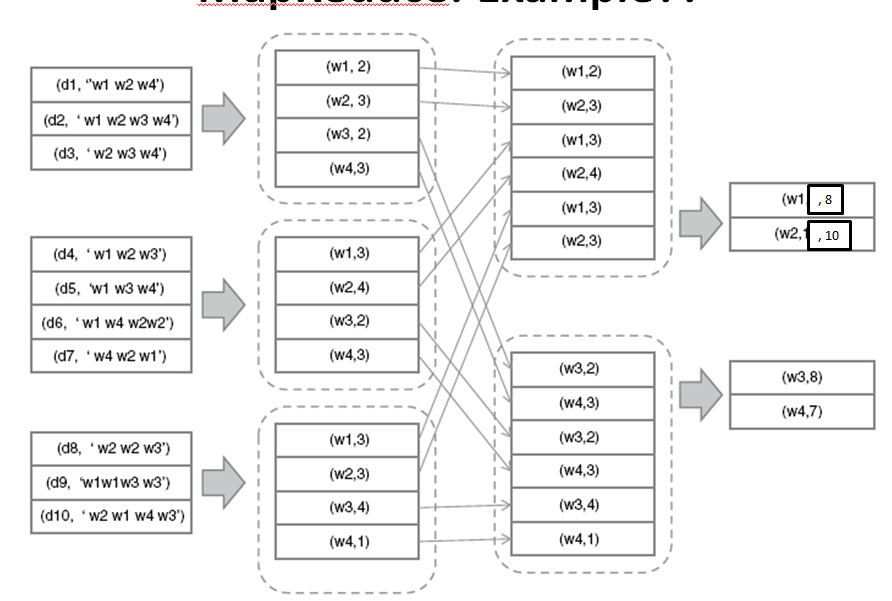 (d1, ‘'w1 w2 w4’)
(d2, ‘ w1 w2 w3 w4’)
(d3, ‘ w2 w3 w4’)
(w1, 2)
(w2, 3)
(w3, 2)
(w4,3)
(d4, ‘ w1 w2 w3’)
(d5, ‘w1 w3 w4’)
(d6, ‘ w1 w4 w2w2’)
(d7, ‘ w4 w2 w1’)
(w1,3)
(w2,4)
(w3,2)
(w4,3)
(d8, ‘ w2 w2 w3’)
(d9, ‘w1w1w3 w3’)
(d10, ‘ w2 w1 w4 w3’)
(w1,3)
(w2,3)
(w3,4)
(w4,1)
(w1,2)
(w2,3)
(w1,3)
(w2,4)
(w1,3)
(w2,3)
(w3,2)
(w4,3)
(w3,2)
(w4,3)
(w3,4)
(w4,1)
(w1, , 8
(w2,1 , 10
(w3,8)
(w4,7)